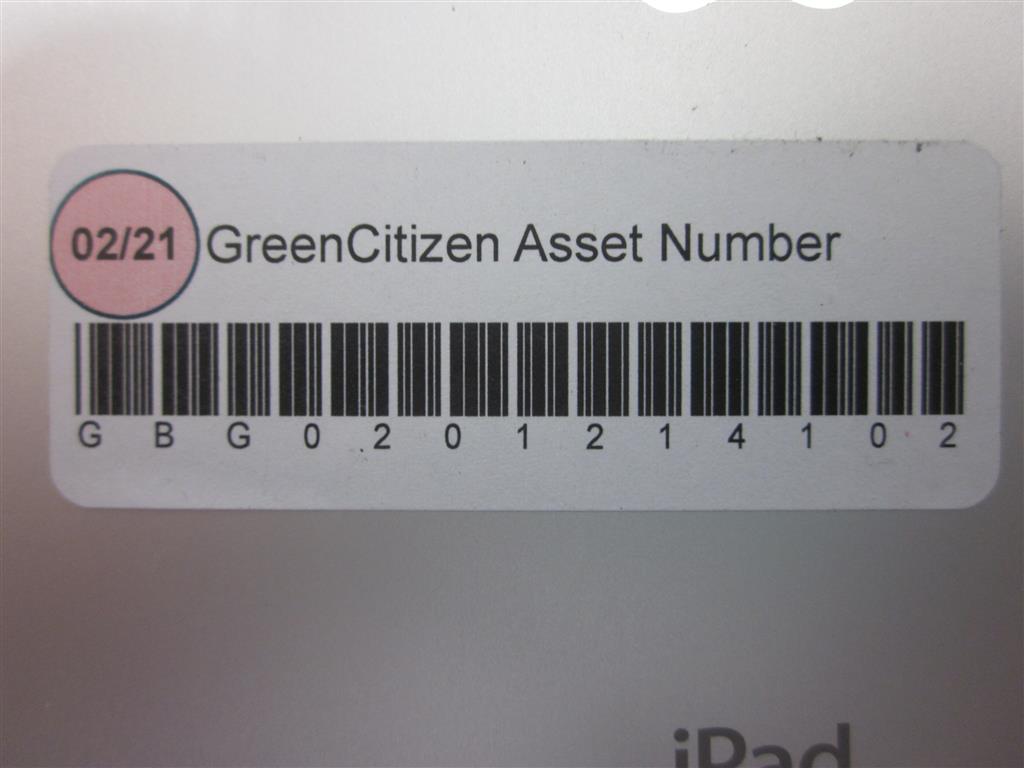 02/21 GreenCitizen Asset Number
G B G 0 2 0 1 2 1 4 1 0 2
iPad